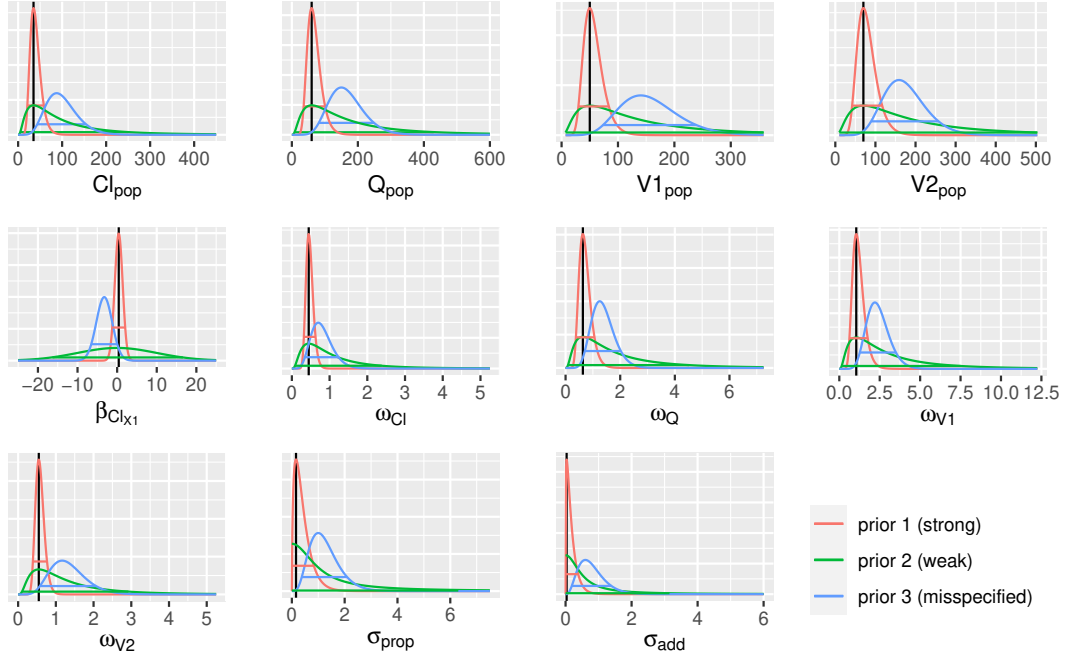 0 100 200 300 400
0 200 400 600
0 100 200 300
0 100 200 300 400 500
Cl_pop
Q_pop
V1_pop
V2_pop
−20 −10 0 10 20
0 1 2 3 4 5
0 2 4 6
0.0 2.5 5.0 7.5 10.0 12.5
β_Cl_X1
ω_Cl
ω_Q
ω_V1
0 1 2 3 4 5
0 2 4 6
0 2 4 6
ω_V2
σ_prop
σ_add
prior 1 (strong)
prior 2 (weak)
prior 3 (misspecified)